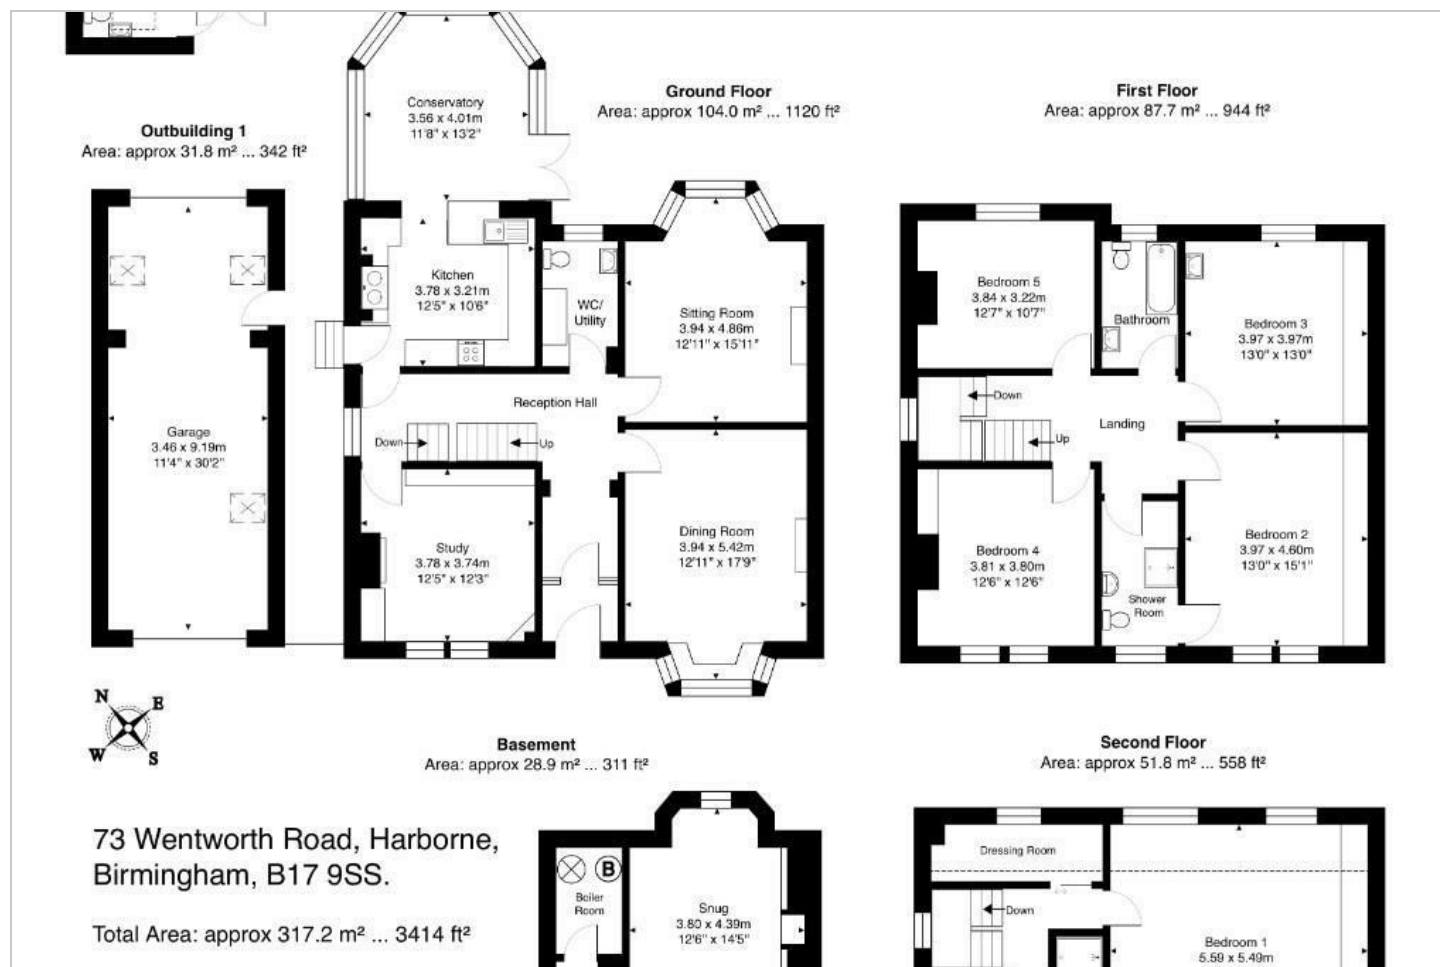 Outbuilding 1
Area: approx 31.8 m² ... 342 ft²
Garage
3.46 x 9.19m
11'4" x 30'2"
Ground Floor
Area: approx 104.0 m² ... 1120 ft²
Conservatory
3.56 x 4.01m
11'8" x 13'2"
Kitchen
3.78 x 3.21m
12'5" x 10'6"
WC/
Utility
Sitting Room
3.94 x 4.86m
12'11" x 15'11"
Reception Hall
Down
Up
Study
3.78 x 3.74m
12'5" x 12'3"
Dining Room
3.94 x 5.42m
12'11" x 17'9"
First Floor
Area: approx 87.7 m² ... 944 ft²
Bedroom 5
3.84 x 3.22m
12'7" x 10'7"
Bathroom
Bedroom 3
3.97 x 3.97m
13'0" x 13'0"
Down
Up
Landing
Bedroom 4
3.81 x 3.80m
12'6" x 12'6"
Shower
Room
Bedroom 2
3.97 x 4.60m
13'0" x 15'1"
N
E
W
S
73 Wentworth Road, Harborne,
Birmingham, B17 9SS.
Total Area: approx 317.2 m² ... 3414 ft²
Basement
Area: approx 28.9 m² ... 311 ft²
B
Boiler
Room
Snug
3.80 x 4.39m
12'6" x 14'5"
Second Floor
Area: approx 51.8 m² ... 558 ft²
Dressing Room
Down
Bedroom 1
5.59 x 5.49m